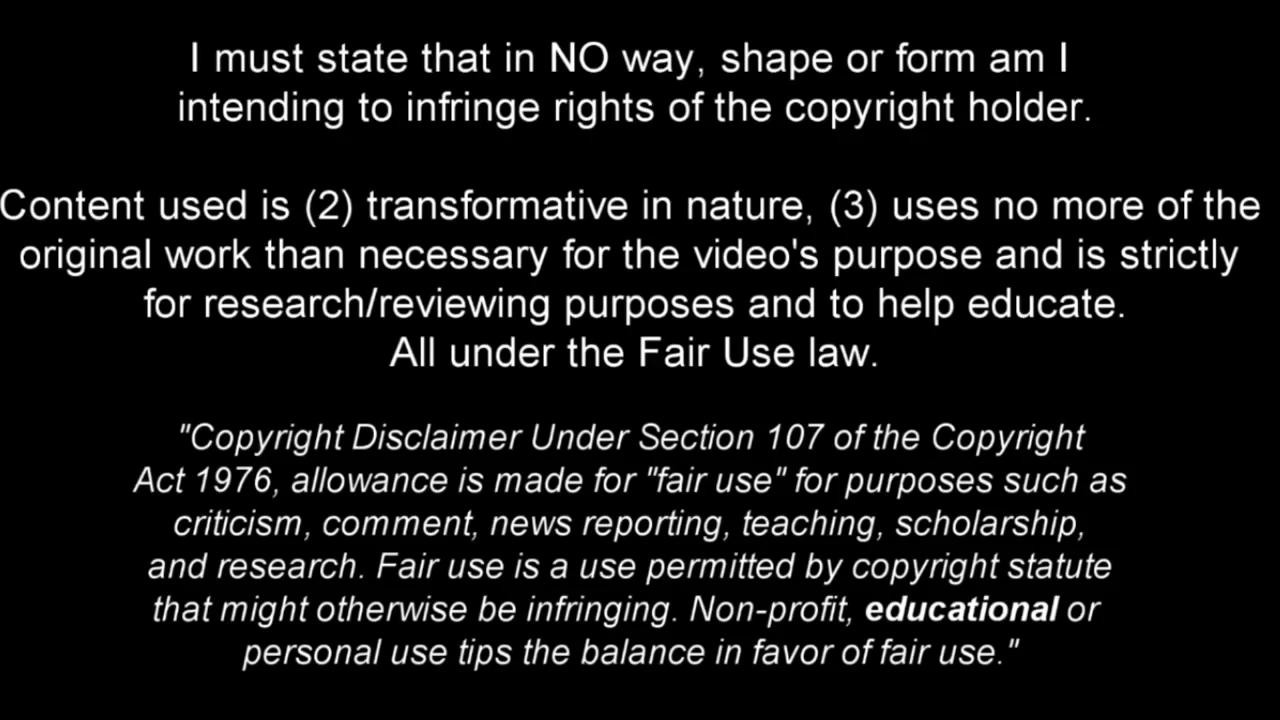 I must state that in NO way, shape or form am I
intending to infringe rights of the copyright holder.
Content used is (2) transformative in nature, (3) uses no more of the
original work than necessary for the video's purpose and is strictly
for research/reviewing purposes and to help educate.
All under the Fair Use law.
"Copyright Disclaimer Under Section 107 of the Copyright
Act 1976, allowance is made for "fair use" for purposes such as
criticism, comment, news reporting, teaching, scholarship,
and research. Fair use is a use permitted by copyright statute
that might otherwise be infringing. Non-profit, educational or
personal use tips the balance in favor of fair use."